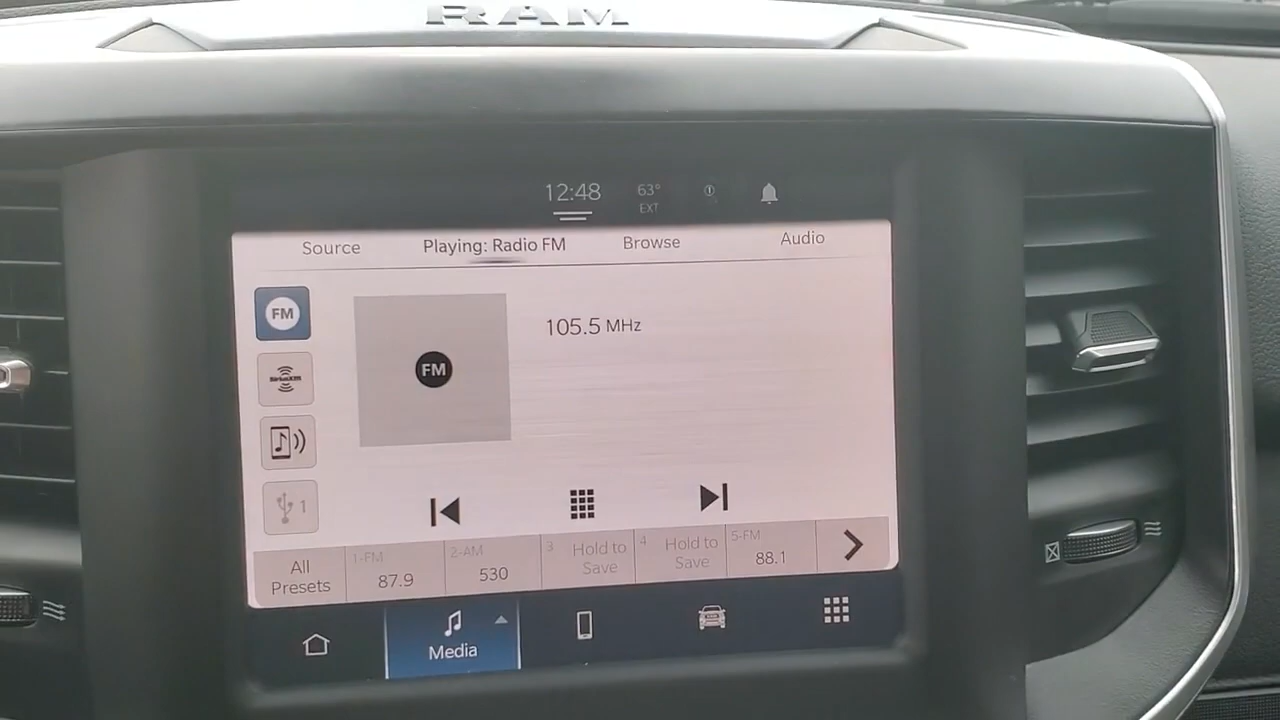 RAM
12:48
63°
EXT
Source
Playing: Radio FM
Browse
Audio
FM
105.5 MHz
FM
SiriusXM
1
All
Presets
1-FM
87.9
2-AM
530
3
Hold to
Save
4
Hold to
Save
5-FM
88.1
Media